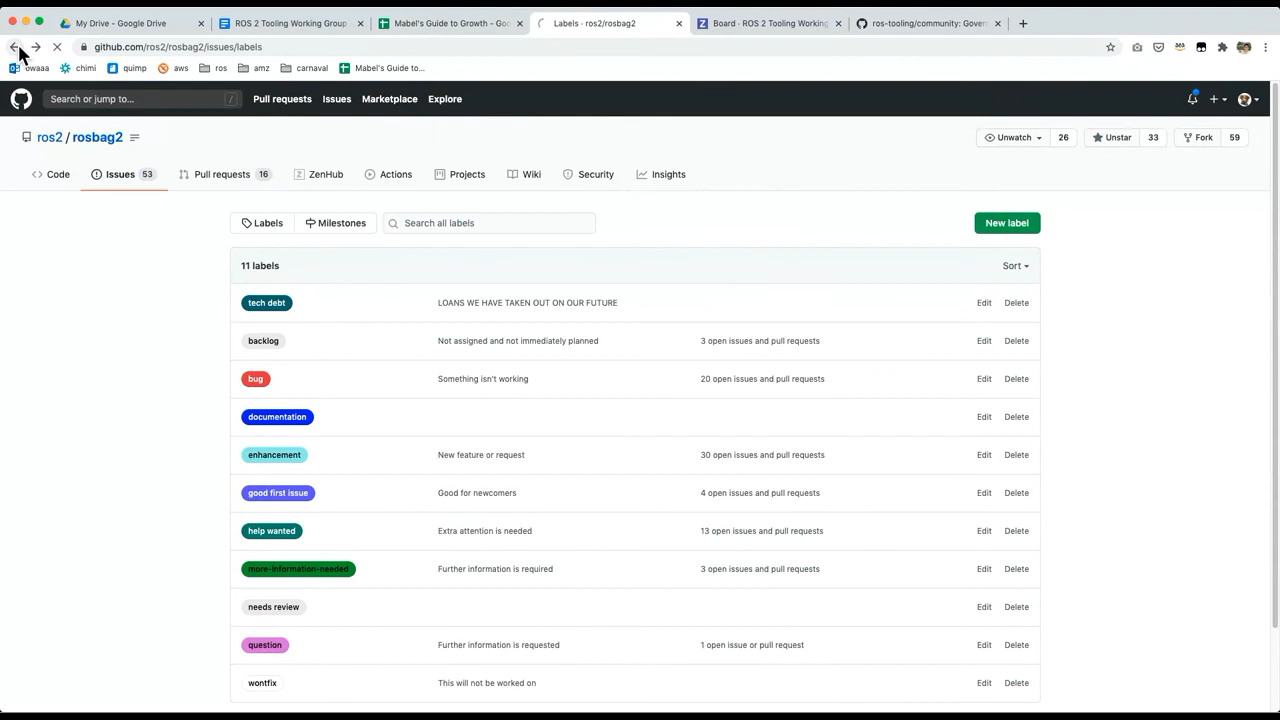 My Drive - Google Drive
ROS 2 Tooling Working Group
Mabel's Guide to Growth - Goo
Labels · ros2/rosbag2
Board · ROS 2 Tooling Working
ros-tooling/community: Govern
github.com/ros2/rosbag2/issues/labels
owaaa chimi quimp aws ros amz carnaval Mabel's Guide to...
Search or jump to... / Pull requests Issues Marketplace Explore
ros2 / rosbag2 Unwatch 26 Unstar 33 Fork 59
Code Issues 53 Pull requests 16 ZenHub Actions Projects Wiki Security Insights
Labels Milestones Search all labels New label
11 labels Sort
tech debt LOANS WE HAVE TAKEN OUT ON OUR FUTURE Edit Delete
backlog Not assigned and not immediately planned 3 open issues and pull requests Edit Delete
bug Something isn't working 20 open issues and pull requests Edit Delete
documentation Edit Delete
enhancement New feature or request 30 open issues and pull requests Edit Delete
good first issue Good for newcomers 4 open issues and pull requests Edit Delete
help wanted Extra attention is needed 13 open issues and pull requests Edit Delete
more-information-needed Further information is required 3 open issues and pull requests Edit Delete
needs review Edit Delete
question Further information is requested 1 open issue or pull request Edit Delete
wontfix This will not be worked on Edit Delete